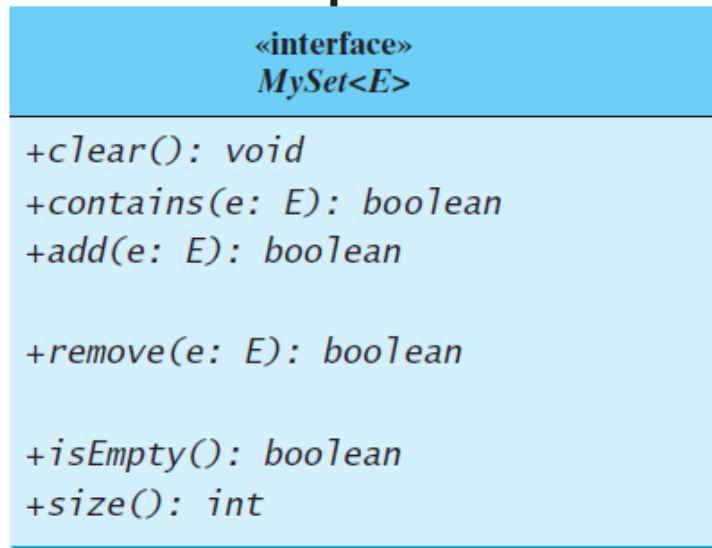 «interface»
MySet<E>
+clear(): void
+contains(e: E): boolean
+add(e: E): boolean
+remove(e: E): boolean
+isEmpty(): boolean
+size(): int